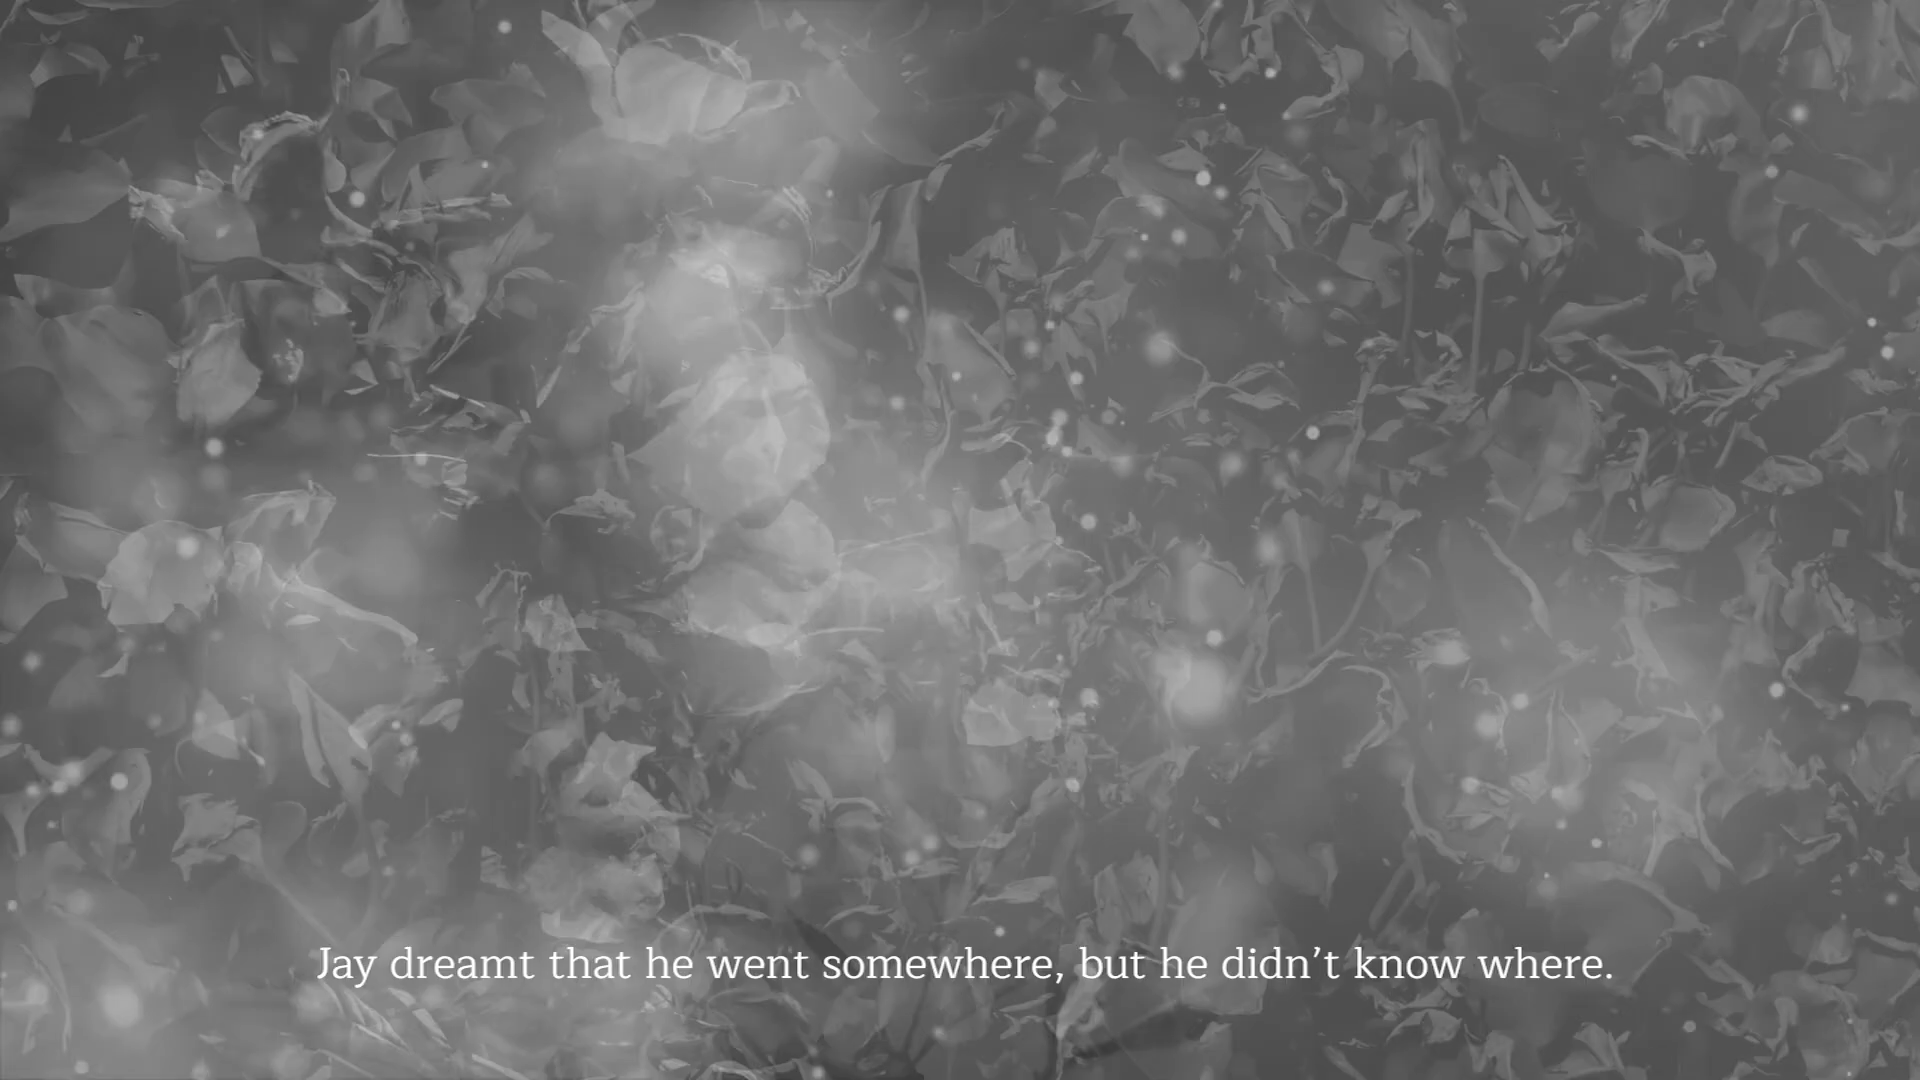 Jay dreamt that he went somewhere, but he didn’t know where.